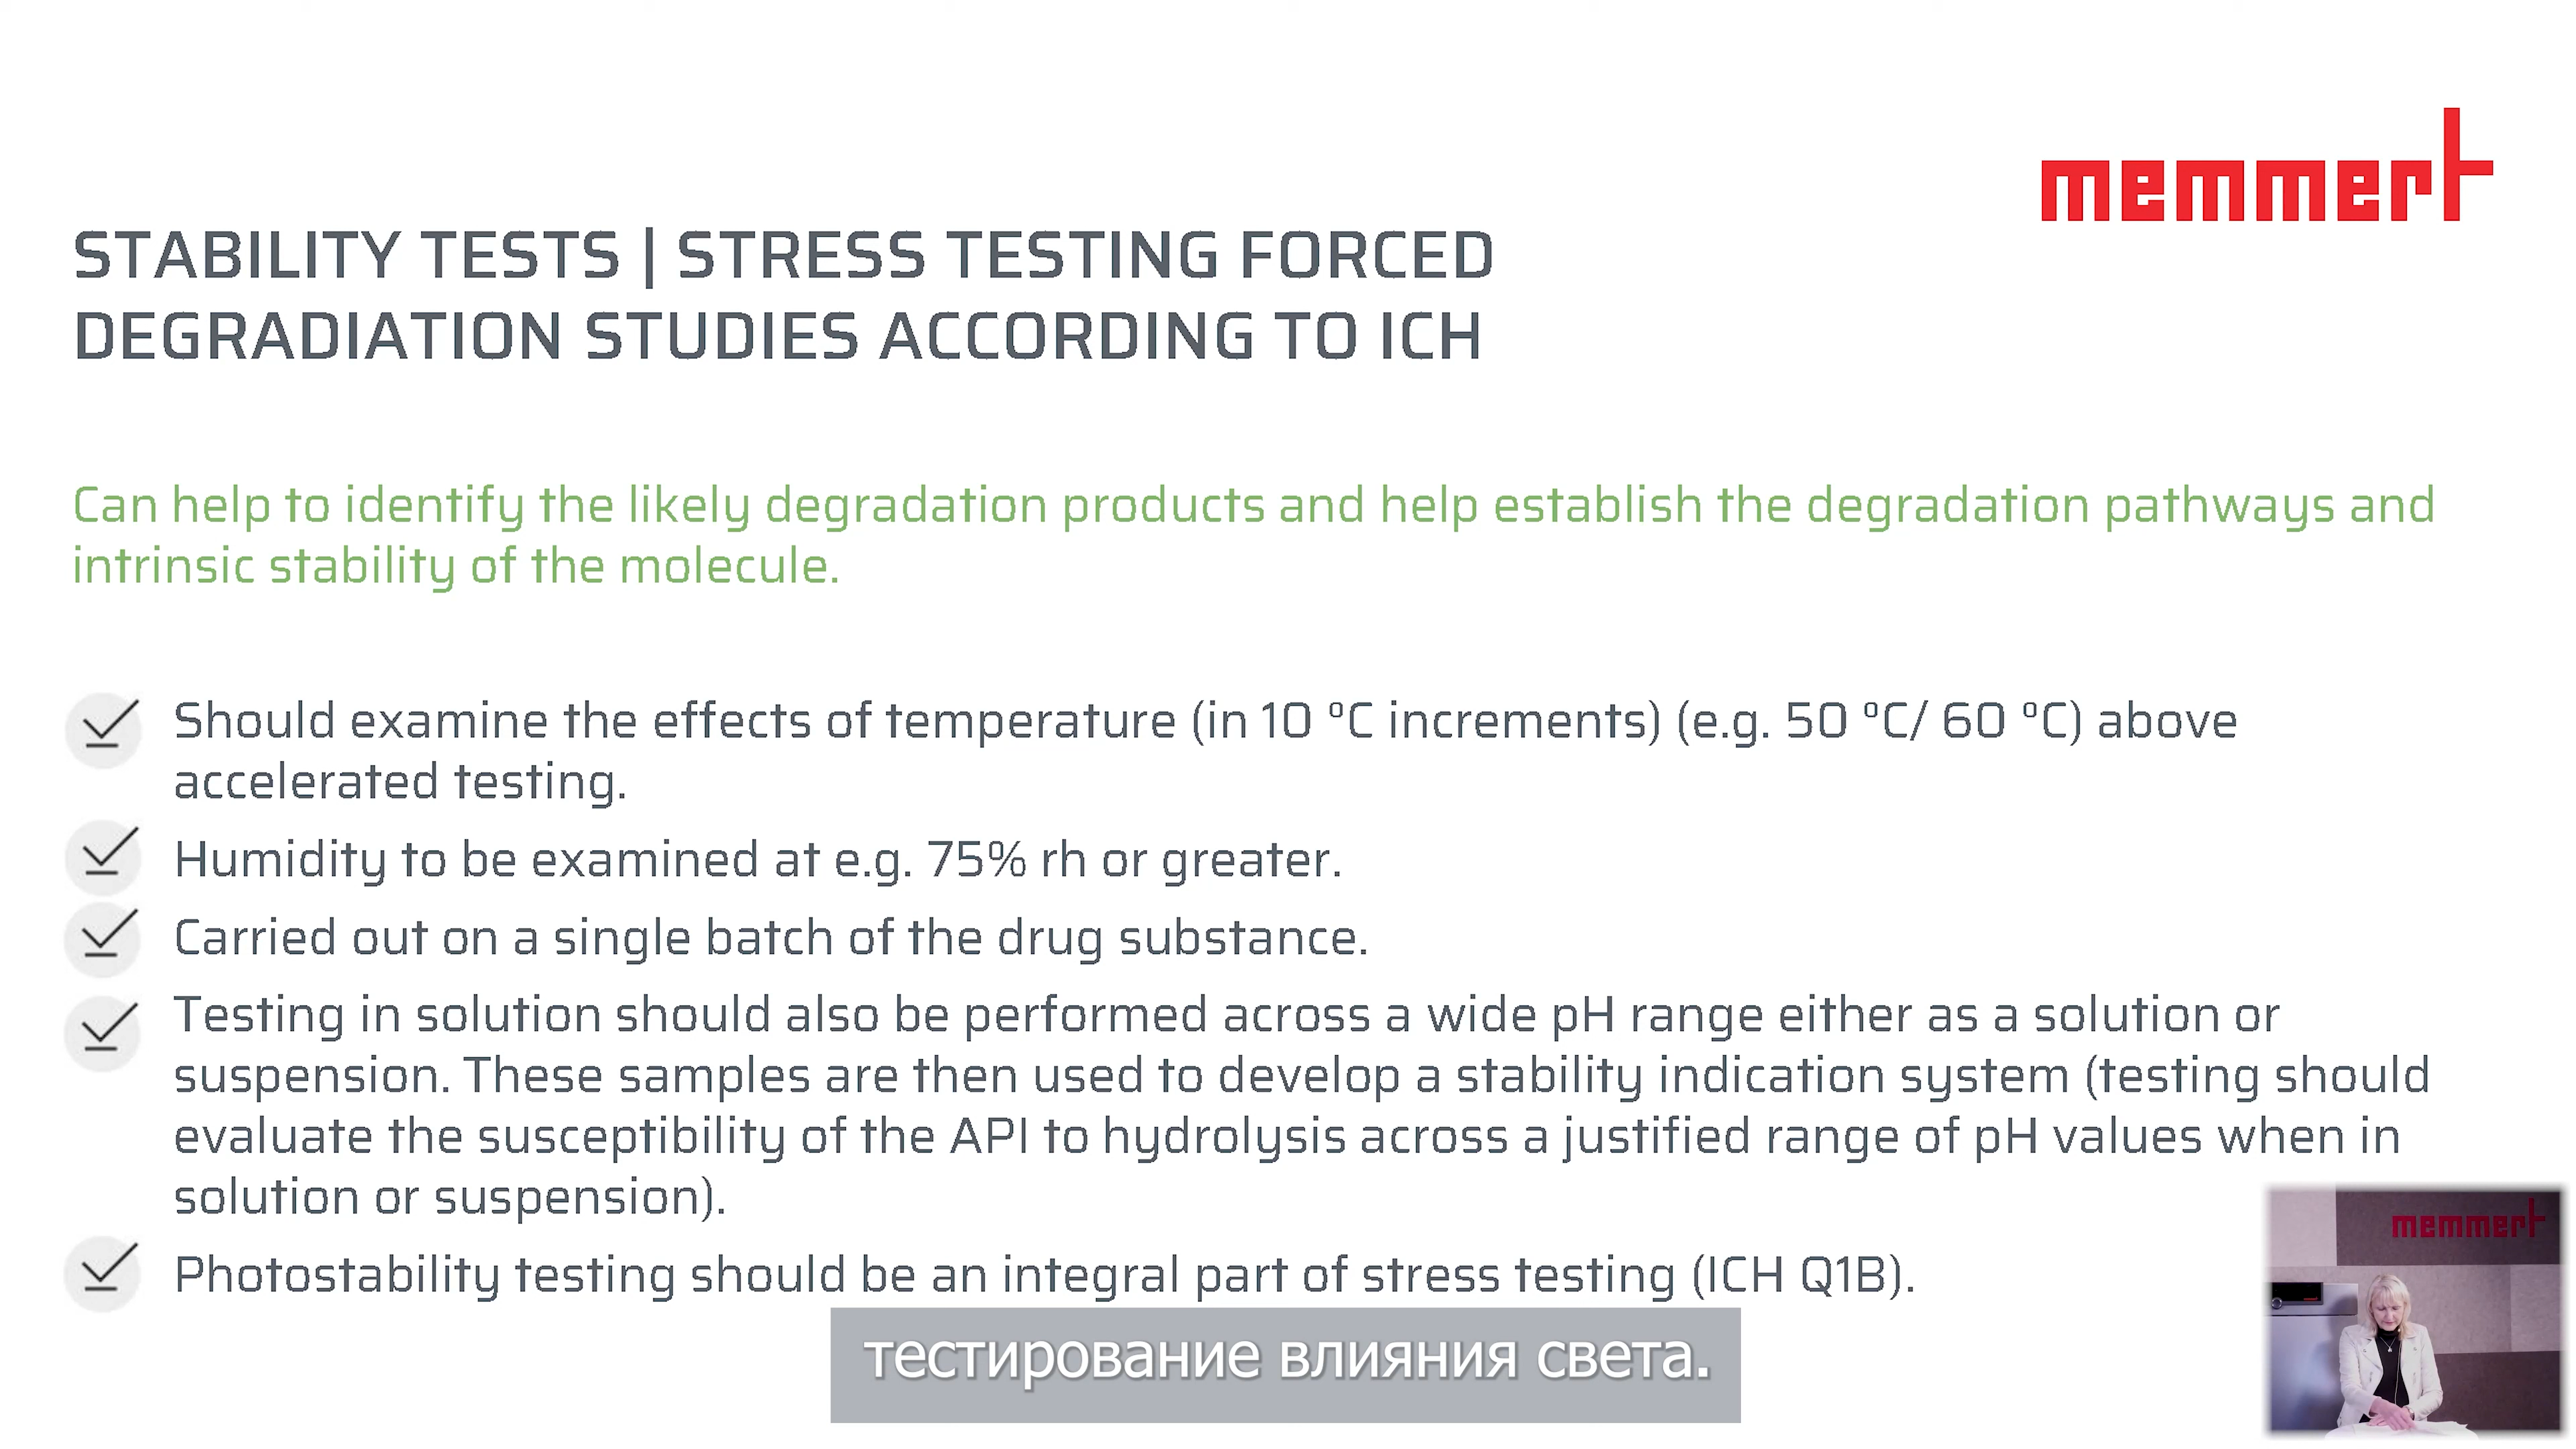 memmert
STABILITY TESTS | STRESS TESTING FORCED
DEGRADIATION STUDIES ACCORDING TO ICH
Can help to identify the likely degradation products and help establish the degradation pathways and
intrinsic stability of the molecule.
Should examine the effects of temperature (in 10 °C increments) (e.g. 50 °C/ 60 °C) above
accelerated testing.
Humidity to be examined at e.g. 75% rh or greater.
Carried out on a single batch of the drug substance.
Testing in solution should also be performed across a wide pH range either as a solution or
suspension. These samples are then used to develop a stability indication system (testing should
evaluate the susceptibility of the API to hydrolysis across a justified range of pH values when in
solution or suspension).
Photostability testing should be an integral part of stress testing (ICH Q1B).
memmert
тестирование влияния света.